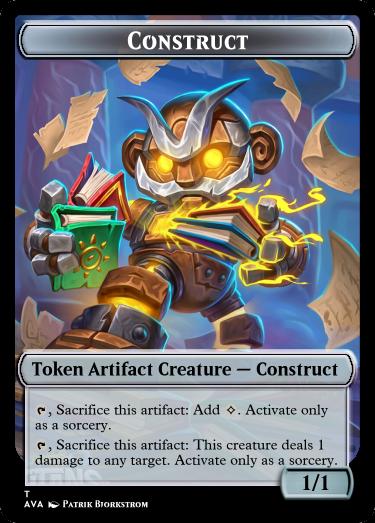 CONSTRUCT
Token Artifact Creature — Construct
, Sacrifice this artifact: Add . Activate only
as a sorcery.
, Sacrifice this artifact: This creature deals 1
damage to any target. Activate only as a sorcery.
1/1
T
AVA PATRIK BJORKSTROM